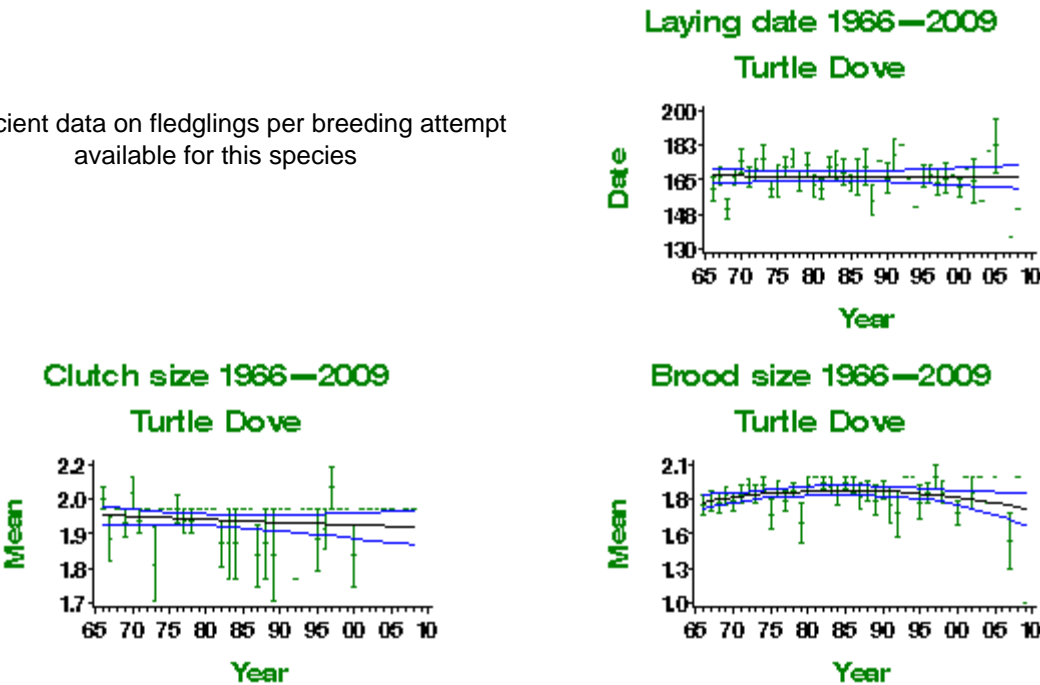 cient data on fledglings per breeding attempt
available for this species
Laying date 1966—2009
Turtle Dove
Date
200
183
165
148
130
65 70 75 80 85 90 95 00 05 10
Year
Clutch size 1966—2009
Turtle Dove
Mean
2.2
2.0
1.9
1.8
1.7
65 70 75 80 85 90 95 00 05 10
Year
Brood size 1966—2009
Turtle Dove
Mean
2.1
1.8
1.6
1.3
1.0
65 70 75 80 85 90 95 00 05 10
Year